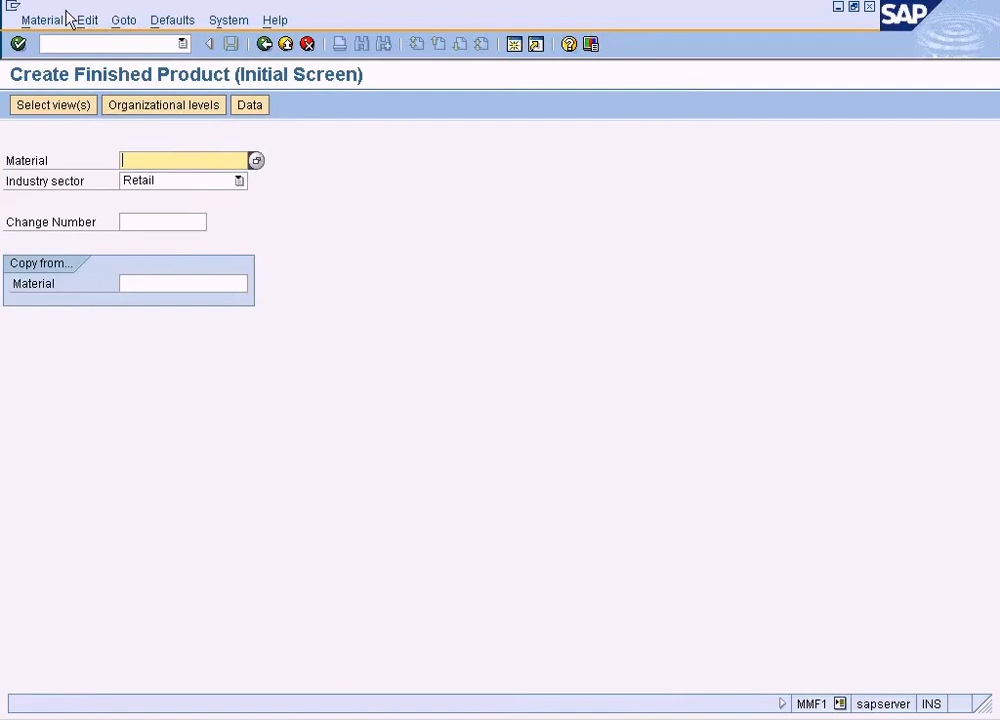 Material Edit Goto Defaults System Help
SAP
Create Finished Product (Initial Screen)
Select view(s) Organizational levels Data
Material
Industry sector Retail
Change Number
Copy from...
Material
MMF1 sapserver INS